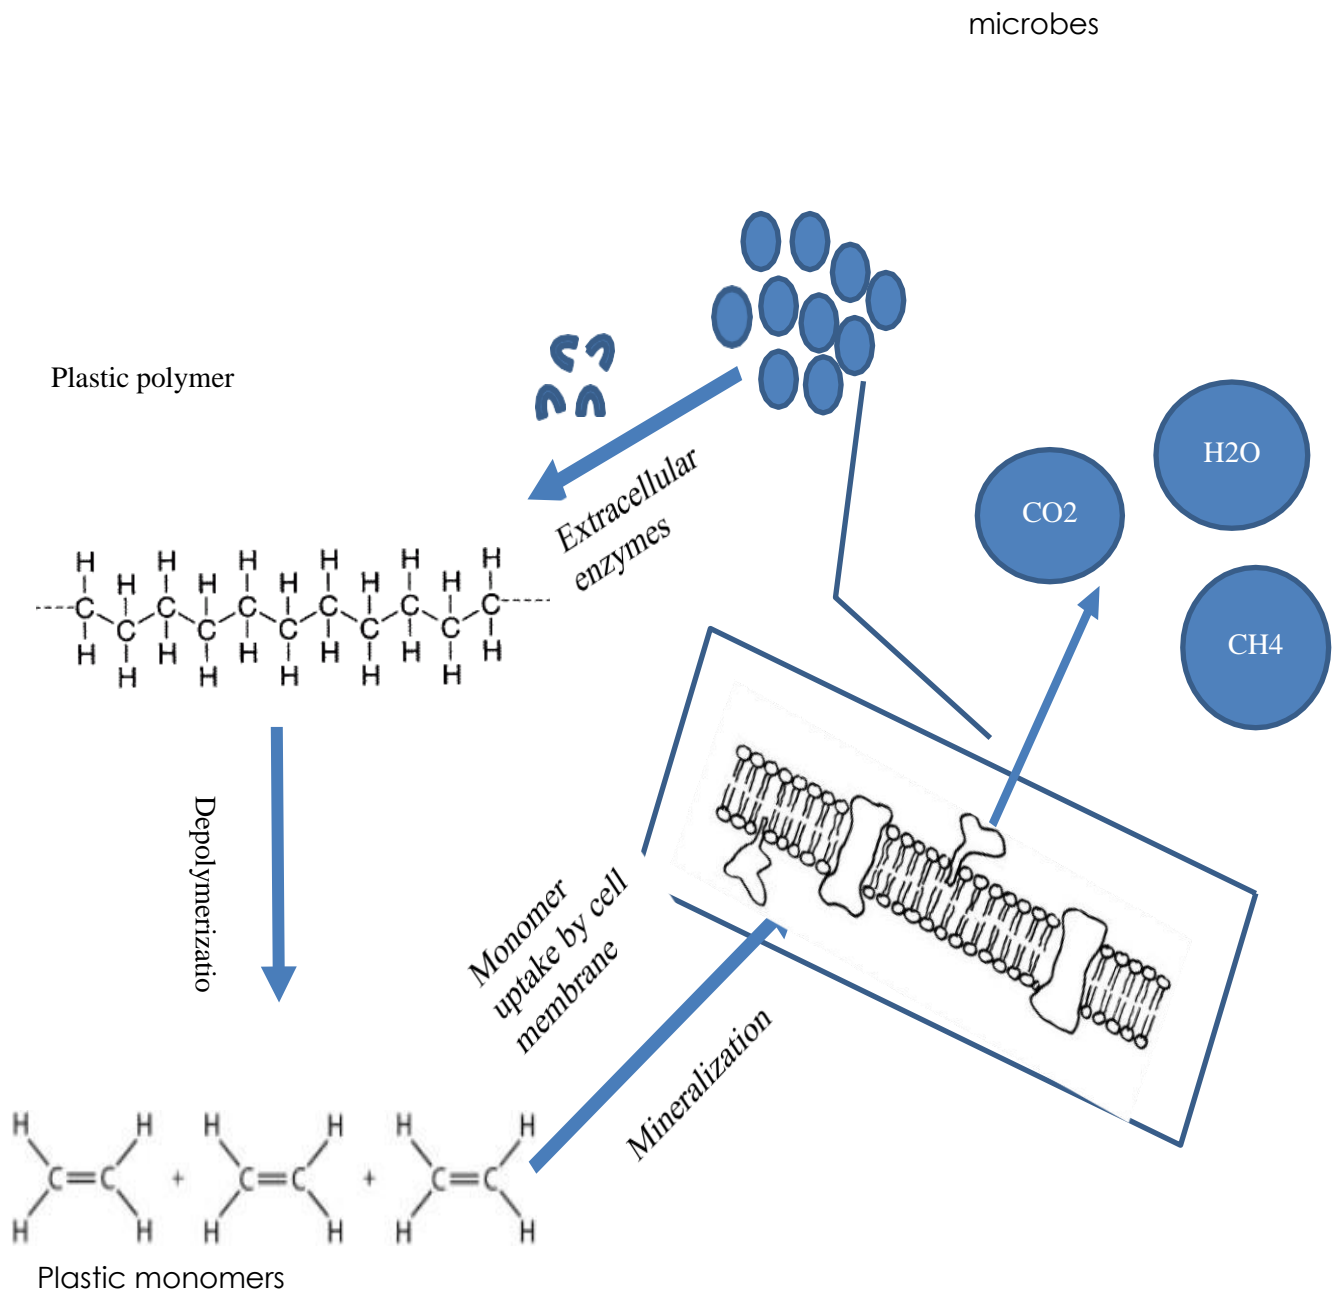 microbes
Plastic polymer
Extracellular
enzymes
H2O
CO2
CH4
H H H H H H
H H H H H
C C C C C C
C C C C C
H H H H H H
H H H H H
Depolymerizatio
Monomer
uptake by cell
membrane
Mineralization
H H H H H H
C=C + C=C + C=C
H H H H H H
Plastic monomers